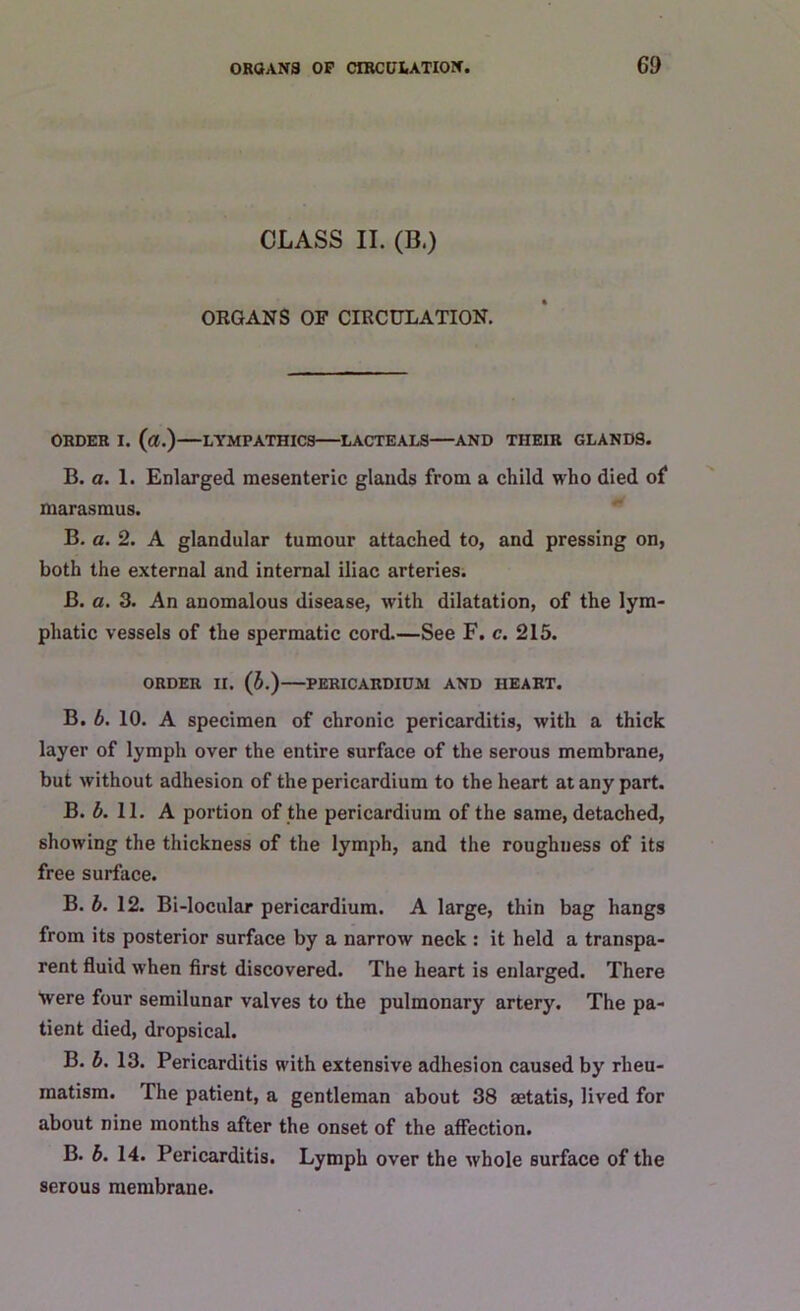 ORGANS OF CIRCULATION. 69
CLASS II. (B.)
ORGANS OF CIRCULATION.
ORDER I. (a.)—LYMPATHICS—LACTEALS—AND THEIR GLANDS.
B. a. 1. Enlarged mesenteric glands from a child who died of
marasmus.
B. a. 2. A glandular tumour attached to, and pressing on,
both the external and internal iliac arteries.
B. a. 3. An anomalous disease, with dilatation, of the lym-
phatic vessels of the spermatic cord.—See F. c. 215.
ORDER II. (b.)—PERICARDIUM AND HEART.
B. b. 10. A specimen of chronic pericarditis, with a thick
layer of lymph over the entire surface of the serous membrane,
but without adhesion of the pericardium to the heart at any part.
B. b. 11. A portion of the pericardium of the same, detached,
showing the thickness of the lymph, and the roughness of its
free surface.
B. b. 12. Bi-locular pericardium. A large, thin bag hangs
from its posterior surface by a narrow neck : it held a transpa-
rent fluid when first discovered. The heart is enlarged. There
were four semilunar valves to the pulmonary artery. The pa-
tient died, dropsical.
B. b. 13. Pericarditis with extensive adhesion caused by rheu-
matism. The patient, a gentleman about 38 ætatis, lived for
about nine months after the onset of the affection.
B. b. 14. Pericarditis. Lymph over the whole surface of the
serous membrane.